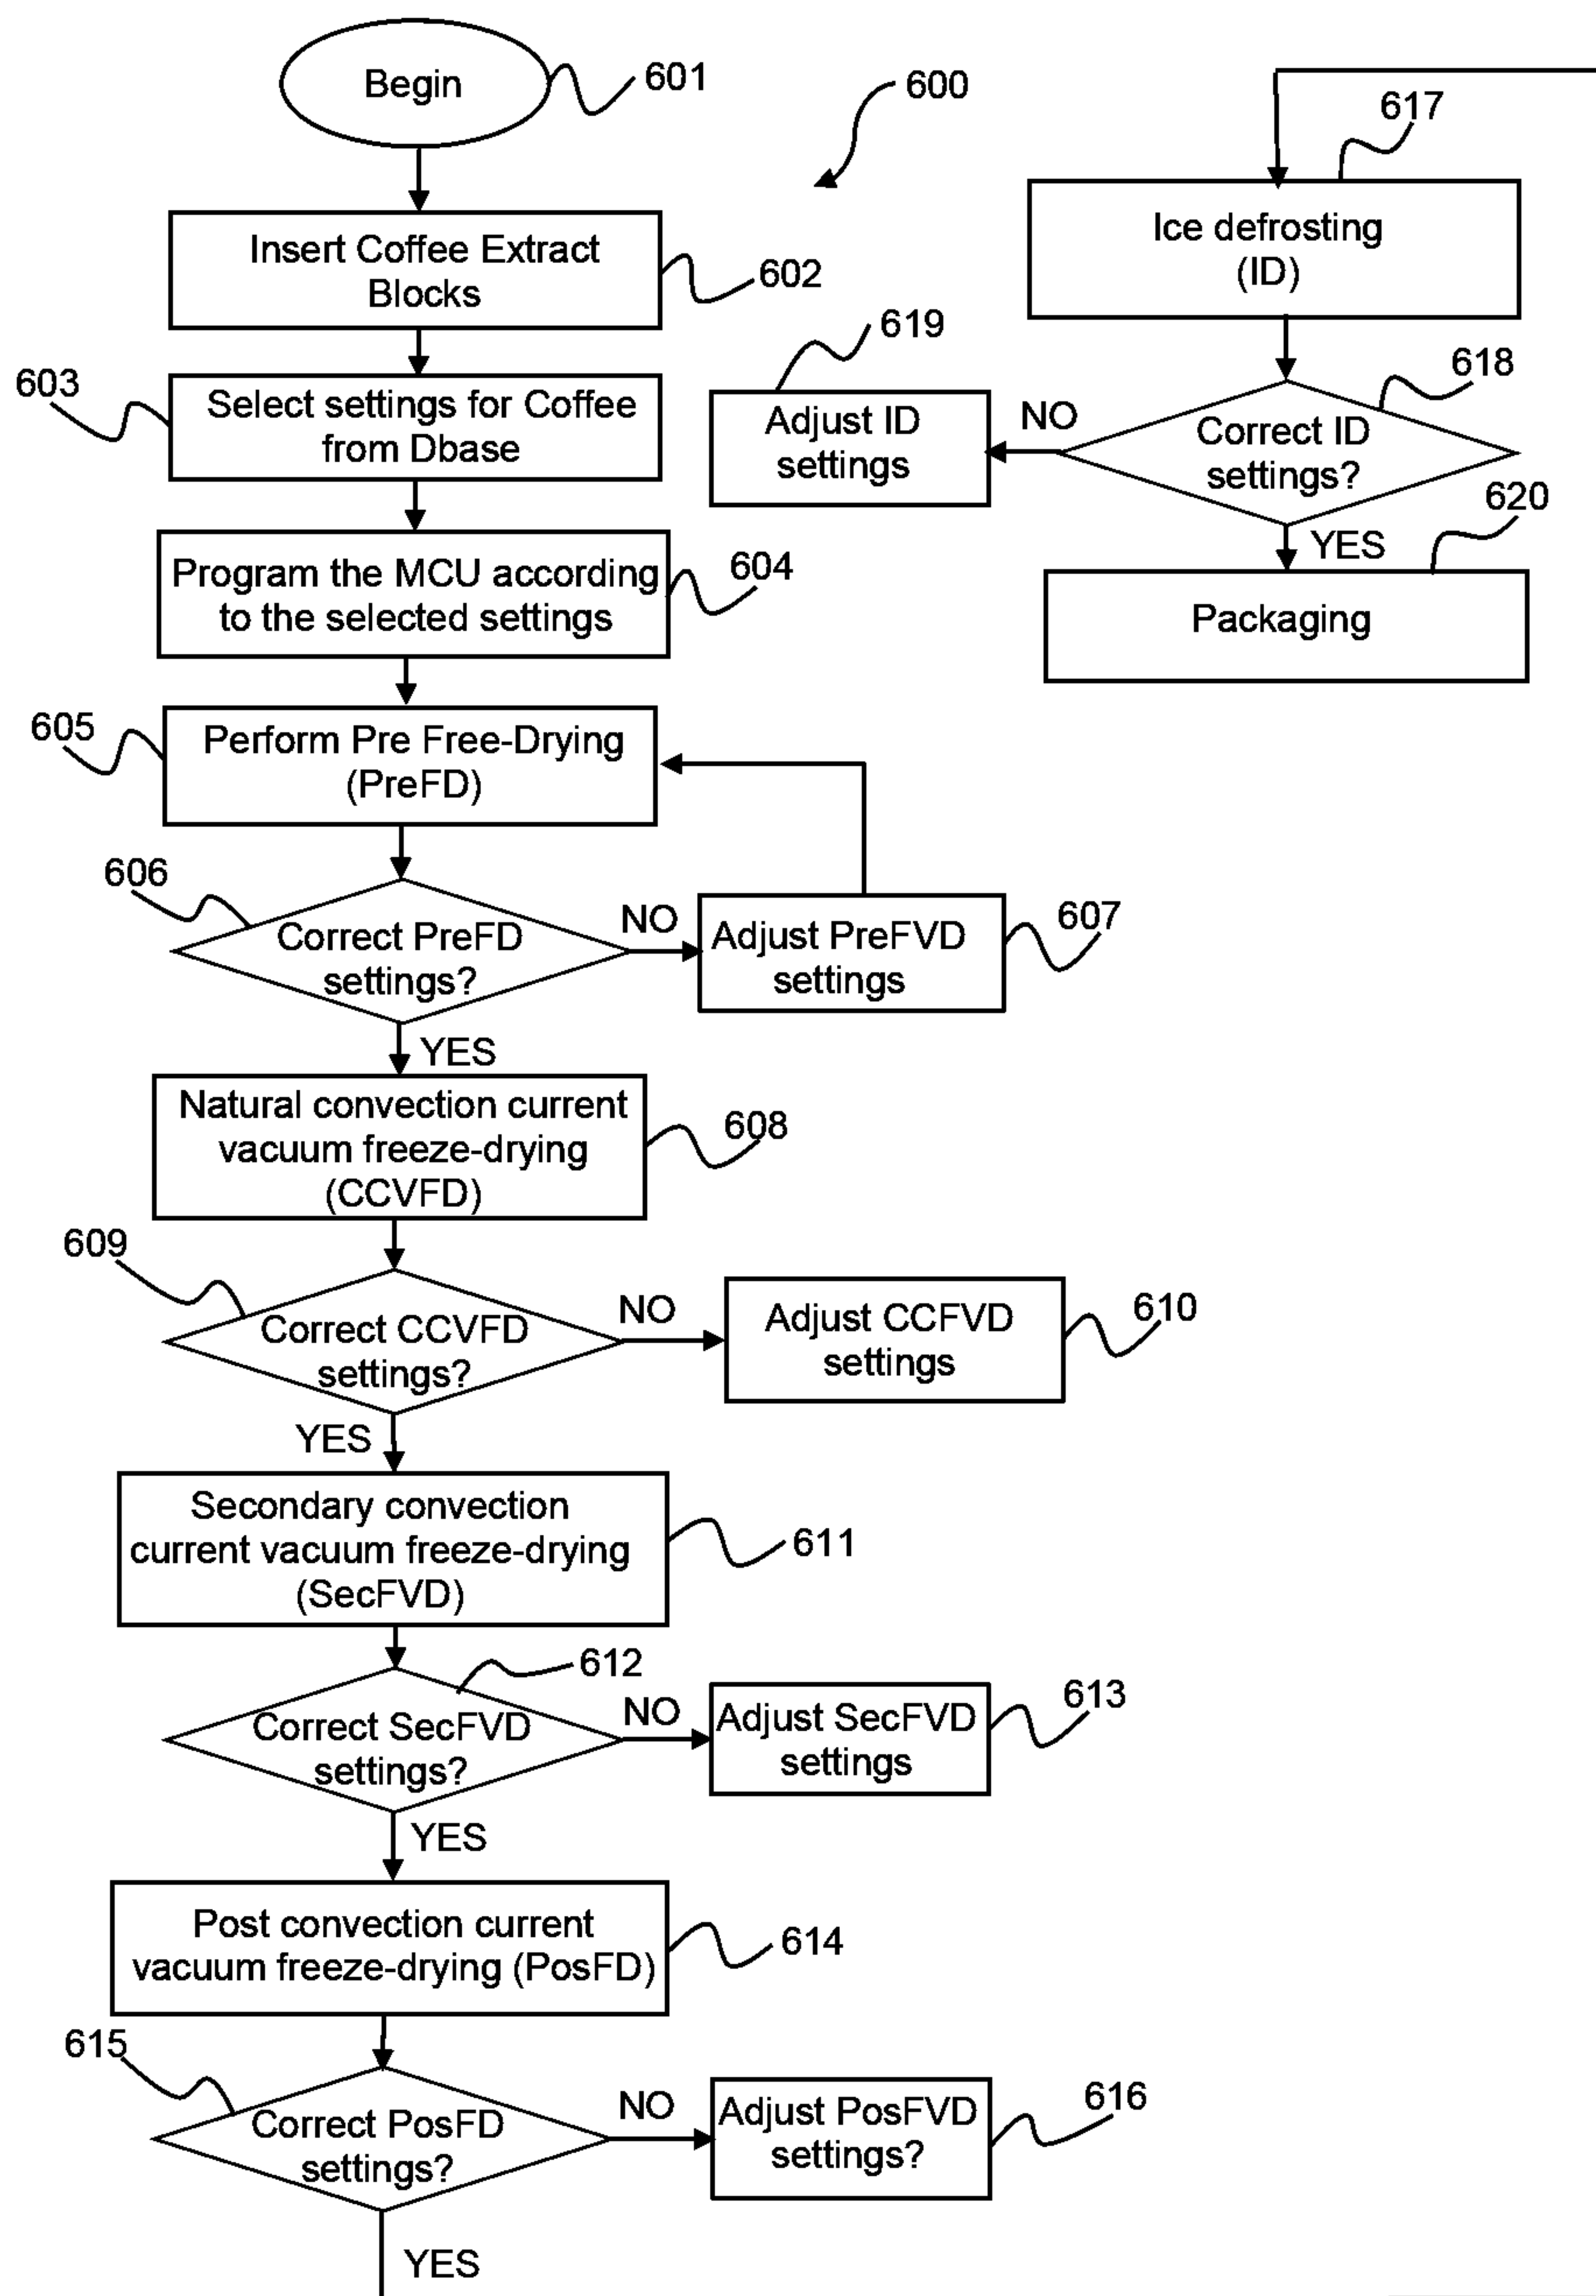 Begin
601
600
Insert Coffee Extract
Blocks
602
603
Select settings for Coffee
from Dbase
Program the MCU according
to the selected settings
604
605
Perform Pre Free-Drying
(PreFD)
606
Correct PreFD
settings?
NO
Adjust PreFVD
settings
607
YES
Natural convection current
vacuum freeze-drying
(CCVFD)
608
609
Correct CCVFD
settings?
NO
Adjust CCFVD
settings
610
YES
Secondary convection
current vacuum freeze-drying
(SecFVD)
611
612
Correct SecFVD
settings?
NO
Adjust SecFVD
settings
613
YES
Post convection current
vacuum freeze-drying (PosFD)
614
615
Correct PosFD
settings?
NO
Adjust PosFVD
settings?
616
YES
617
Ice defrosting
(ID)
618
Correct ID
settings?
NO
619
Adjust ID
settings
YES
620
Packaging